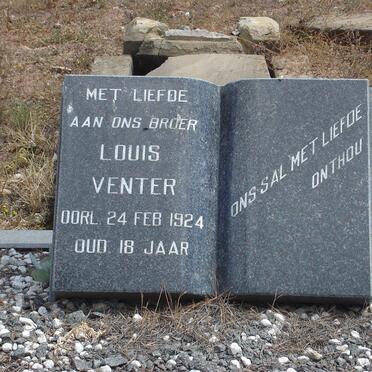 MET LIEFDE
AAN ONS BROER
LOUIS
VENTER
OORL. 24 FEB 1924
OUD 18 JAAR
ONS SAL MET LIEFDE
ONTHOU